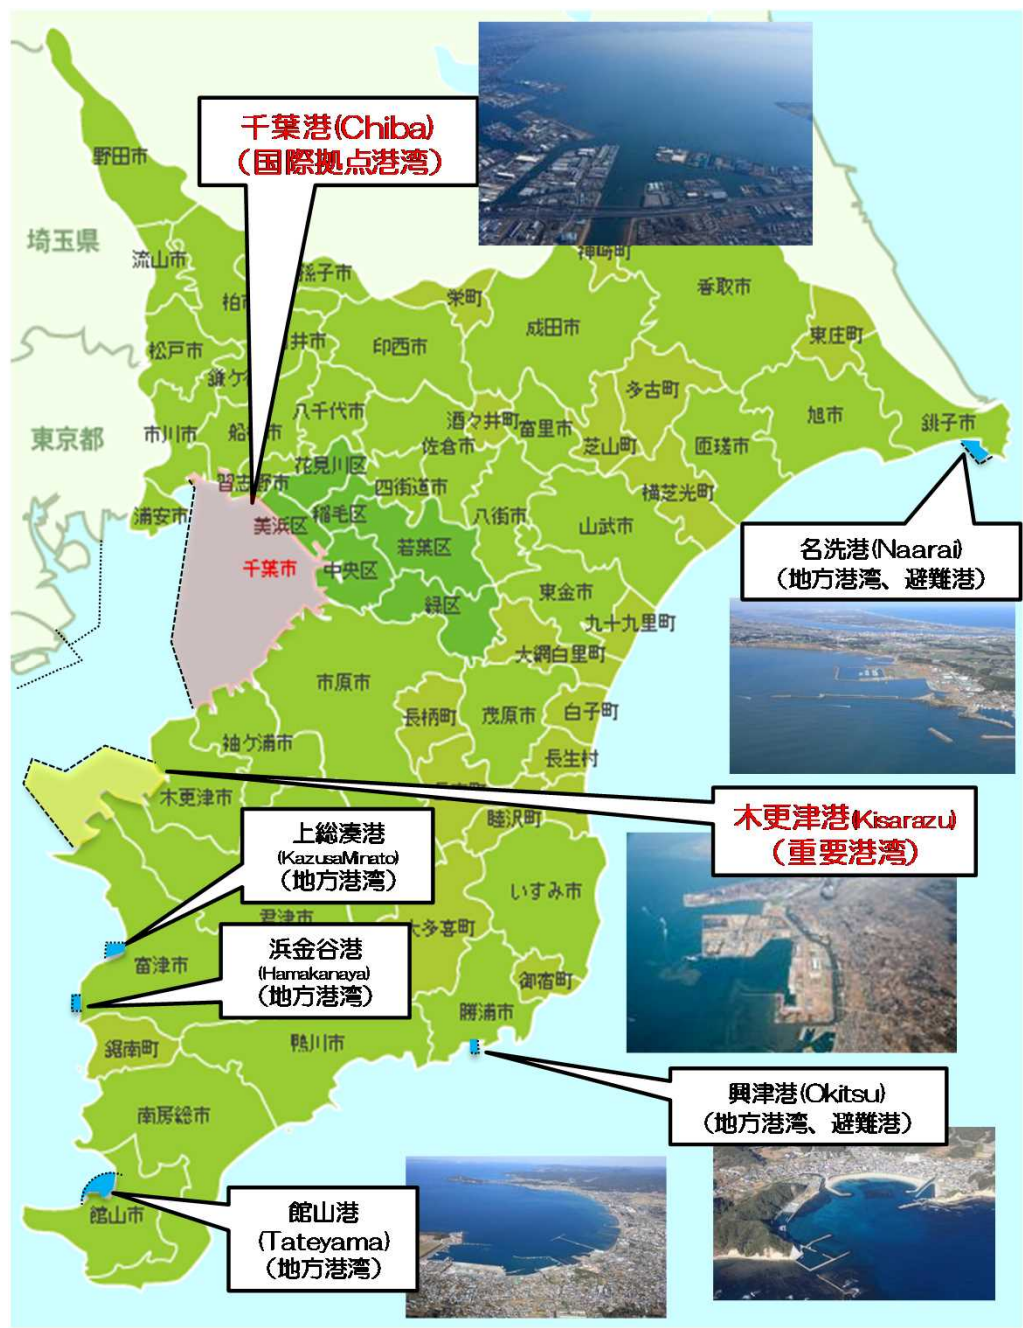 千葉港(Chiba)
（国際拠点港湾）
野田市
埼玉県
流山市
孫子市
神崎町
香取市
栄町
成田市
東庄町
印西市
井市
松戸市
多古町
八千代市
酒々井町
富里市
旭市
銚子市
東京都
市川市
佐倉市
芝山町
匝瑳市
花見川区
習志野市
四街道市
横芝光町
浦安市
美浜区
稲毛区
八街市
山武市
若葉区
千葉市
中央区
緑区
東金市
九十九里町
大網白里町
名洗港(Naarai)
（地方港湾、避難港）
市原市
長柄町
茂原市
白子町
袖ケ浦市
長生村
木更津市
睦沢町
木更津港(Kisarazu)
（重要港湾）
上総湊港
(KazusaMinato)
（地方港湾）
いすみ市
君津市
大多喜町
富津市
浜金谷港
(Hamakanaya)
（地方港湾）
御宿町
勝浦市
鋸南町
鴨川市
興津港(Okitsu)
（地方港湾、避難港）
南房総市
館山市
館山港
(Tateyama)
（地方港湾）